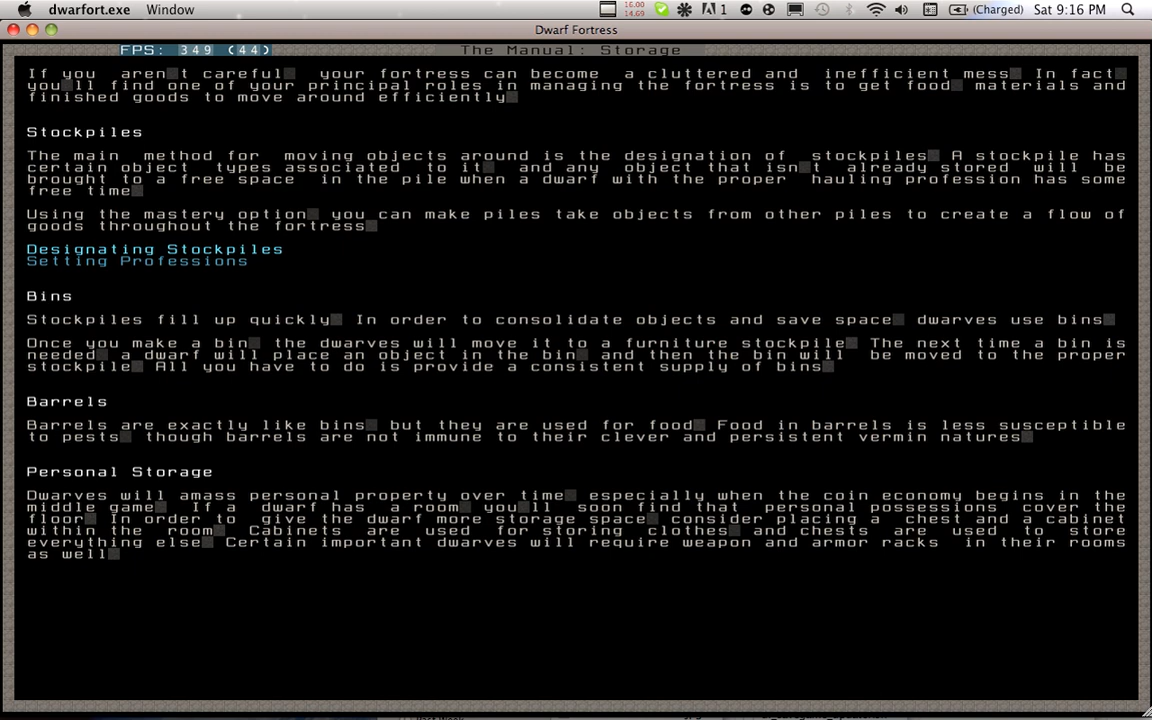 dwarfort.exe Window 16.00 14.69 1 (Charged) Sat 9:16 PM
Dwarf Fortress
FPS: 349 (44) The Manual: Storage
If you aren t careful your fortress can become a cluttered and inefficient mess In fact
you ll find one of your principal roles in managing the fortress is to get food materials and
finished goods to move around efficiently
Stockpiles
The main method for moving objects around is the designation of stockpiles A stockpile has
certain object types associated to it and any object that isn t already stored will be
brought to a free space in the pile when a dwarf with the proper hauling profession has some
free time
Using the mastery option you can make piles take objects from other piles to create a flow of
goods throughout the fortress
Designating Stockpiles
Setting Professions
Bins
Stockpiles fill up quickly In order to consolidate objects and save space dwarves use bins
Once you make a bin the dwarves will move it to a furniture stockpile The next time a bin is
needed a dwarf will place an object in the bin and then the bin will be moved to the proper
stockpile All you have to do is provide a consistent supply of bins
Barrels
Barrels are exactly like bins but they are used for food Food in barrels is less susceptible
to pests though barrels are not immune to their clever and persistent vermin natures
Personal Storage
Dwarves will amass personal property over time especially when the coin economy begins in the
middle game If a dwarf has a room you ll soon find that personal possessions cover the
floor In order to give the dwarf more storage space consider placing a chest and a cabinet
within the room Cabinets are used for storing clothes and chests are used to store
everything else Certain important dwarves will require weapon and armor racks in their rooms
as well